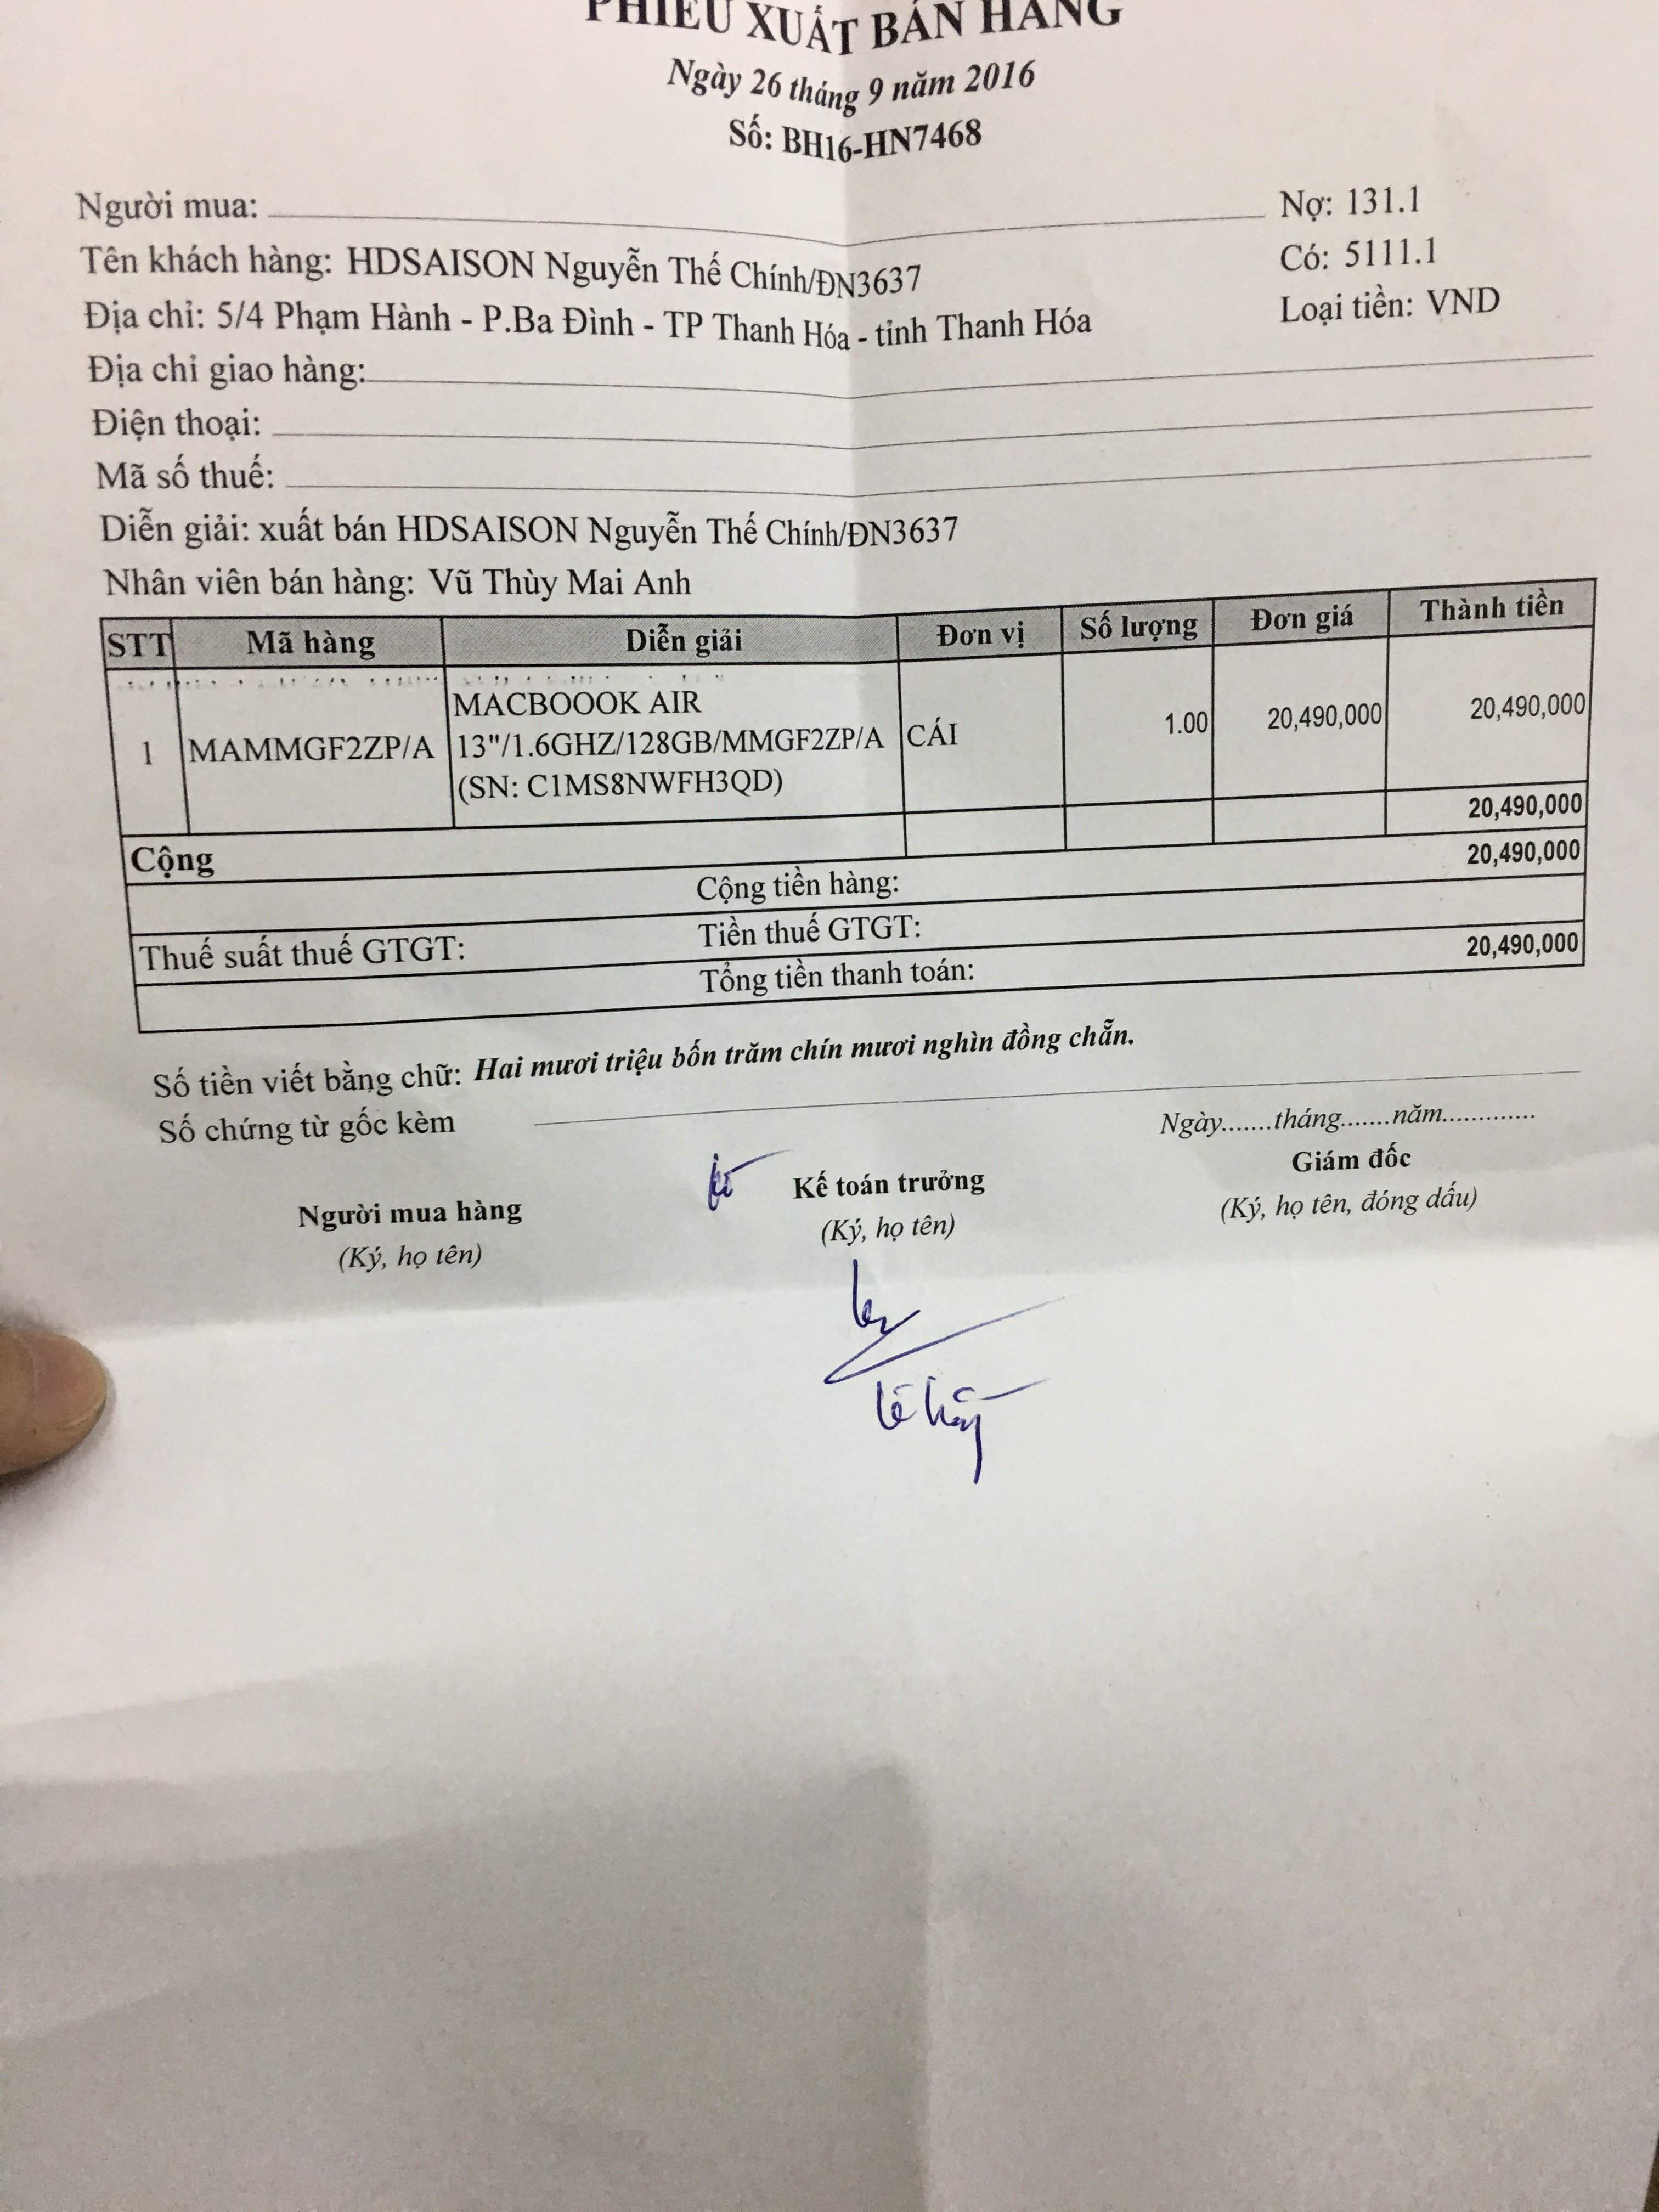 PHIẾU XUẤT BÁN HÀNG
Ngày 26 tháng 9 năm 2016
Số: BH16-HN7468
Người mua:
Nợ: 131.1
Tên khách hàng: HDSAISON Nguyễn Thế Chính/ĐN3637
Có: 5111.1
Địa chỉ: 5/4 Phạm Hành - P.Ba Đình - TP Thanh Hóa - tỉnh Thanh Hóa
Loại tiền: VND
Địa chỉ giao hàng:
Điện thoại:
Mã số thuế:
Diễn giải: xuất bán HDSAISON Nguyễn Thế Chính/ĐN3637
Nhân viên bán hàng: Vũ Thùy Mai Anh
STT Mã hàng Diễn giải Đơn vị Số lượng Đơn giá Thành tiền
MACBOOOK AIR
1 MAMMGF2ZP/A 13"/1.6GHZ/128GB/MMGF2ZP/A CÁI 1.00 20,490,000 20,490,000
(SN: C1MS8NWFH3QD)
Cộng 20,490,000
Cộng tiền hàng: 20,490,000
Thuế suất thuế GTGT: Tiền thuế GTGT:
Tổng tiền thanh toán: 20,490,000
Số tiền viết bằng chữ: Hai mươi triệu bốn trăm chín mươi nghìn đồng chẵn.
Số chứng từ gốc kèm
Ngày.......tháng.......năm.............
Người mua hàng Kế toán trưởng Giám đốc
(Ký, họ tên) (Ký, họ tên) (Ký, họ tên, đóng dấu)